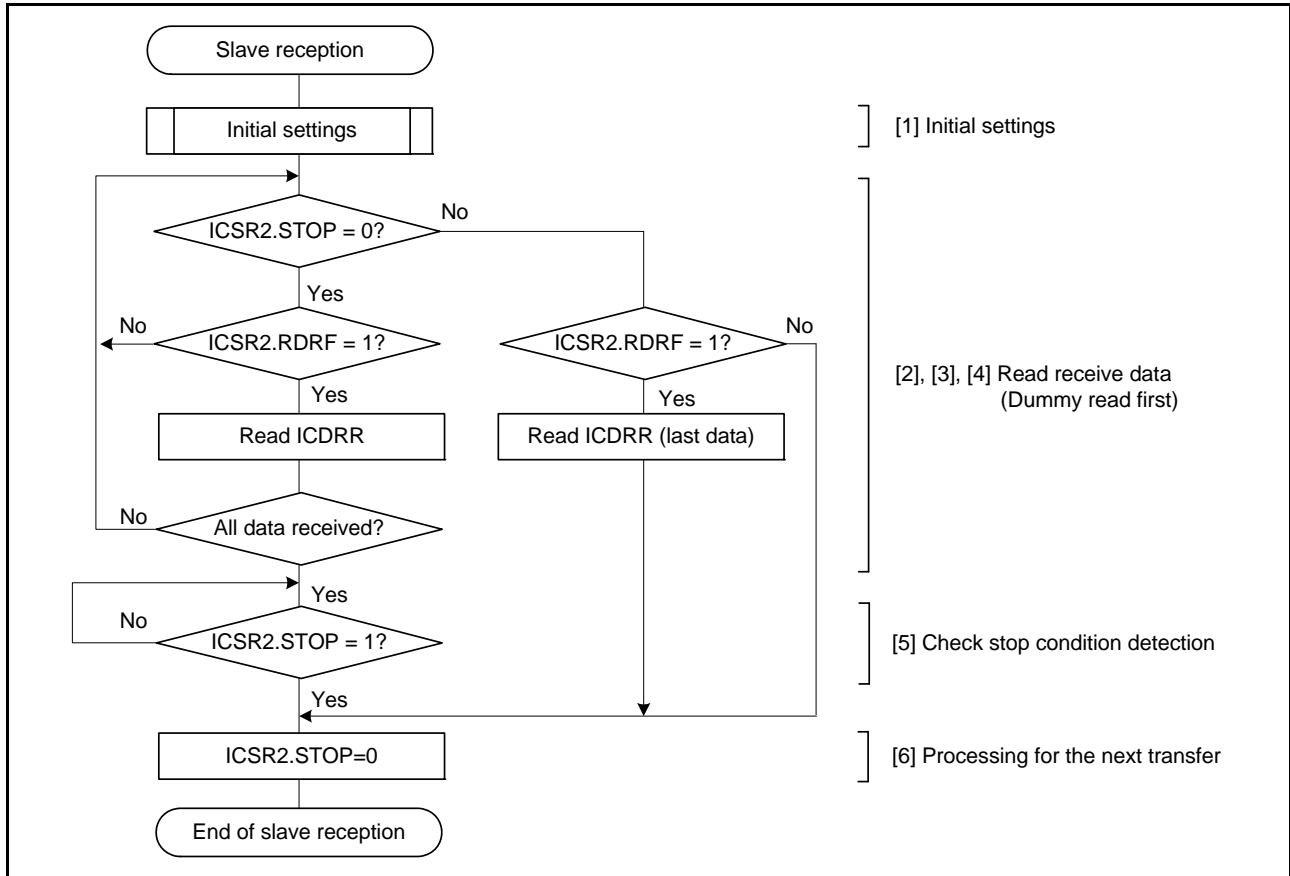 Slave reception
Initial settings
[1] Initial settings
ICSR2.STOP = 0?
No
Yes
No
ICSR2.RDRF = 1?
ICSR2.RDRF = 1?
No
[2], [3], [4] Read receive data
(Dummy read first)
Yes
Yes
Read ICDRR
Read ICDRR (last data)
No
All data received?
Yes
No
ICSR2.STOP = 1?
[5] Check stop condition detection
Yes
ICSR2.STOP=0
[6] Processing for the next transfer
End of slave reception